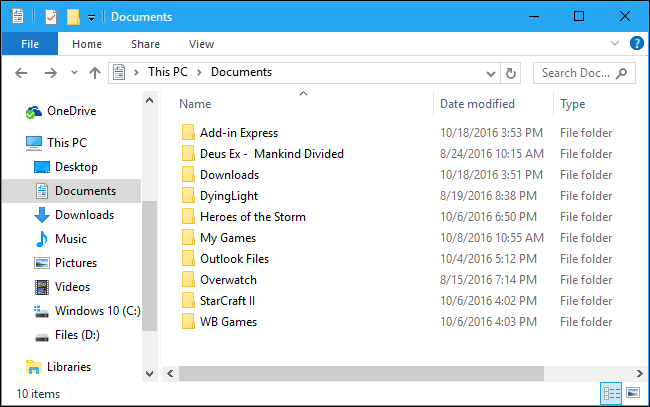 Documents
File Home Share View
This PC > Documents Search Doc...
Name Date modified Type
OneDrive
This PC
Desktop
Documents
Downloads
Music
Pictures
Videos
Windows 10 (C:)
Files (D:)
Libraries
Add-in Express 10/18/2016 3:53 PM File folder
Deus Ex -  Mankind Divided 8/24/2016 10:15 AM File folder
Downloads 10/18/2016 3:51 PM File folder
DyingLight 8/19/2016 8:38 PM File folder
Heroes of the Storm 10/6/2016 6:50 PM File folder
My Games 10/8/2016 10:55 AM File folder
Outlook Files 10/4/2016 5:12 PM File folder
Overwatch 8/15/2016 7:14 PM File folder
StarCraft II 10/6/2016 4:02 PM File folder
WB Games 10/6/2016 4:03 PM File folder
10 items